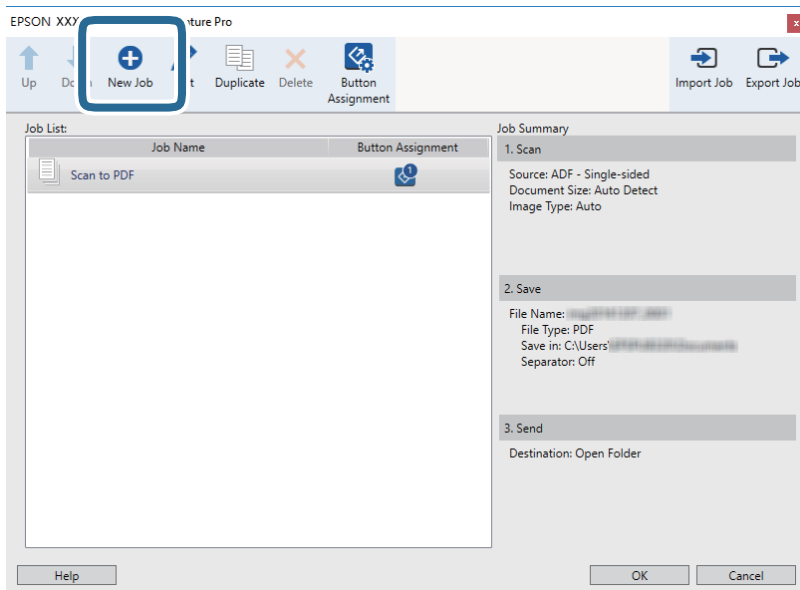 EPSON XXX ture Pro
Up
New Job
Duplicate
Delete
Button
Assignment
Import Job
Export Job
Job List:
Job Name
Button Assignment
Scan to PDF
1
Job Summary
1. Scan
Source: ADF - Single-sided
Document Size: Auto Detect
Image Type: Auto
2. Save
File Name:
File Type: PDF
Save in: C:\Users\
Separator: Off
3. Send
Destination: Open Folder
Help
OK
Cancel